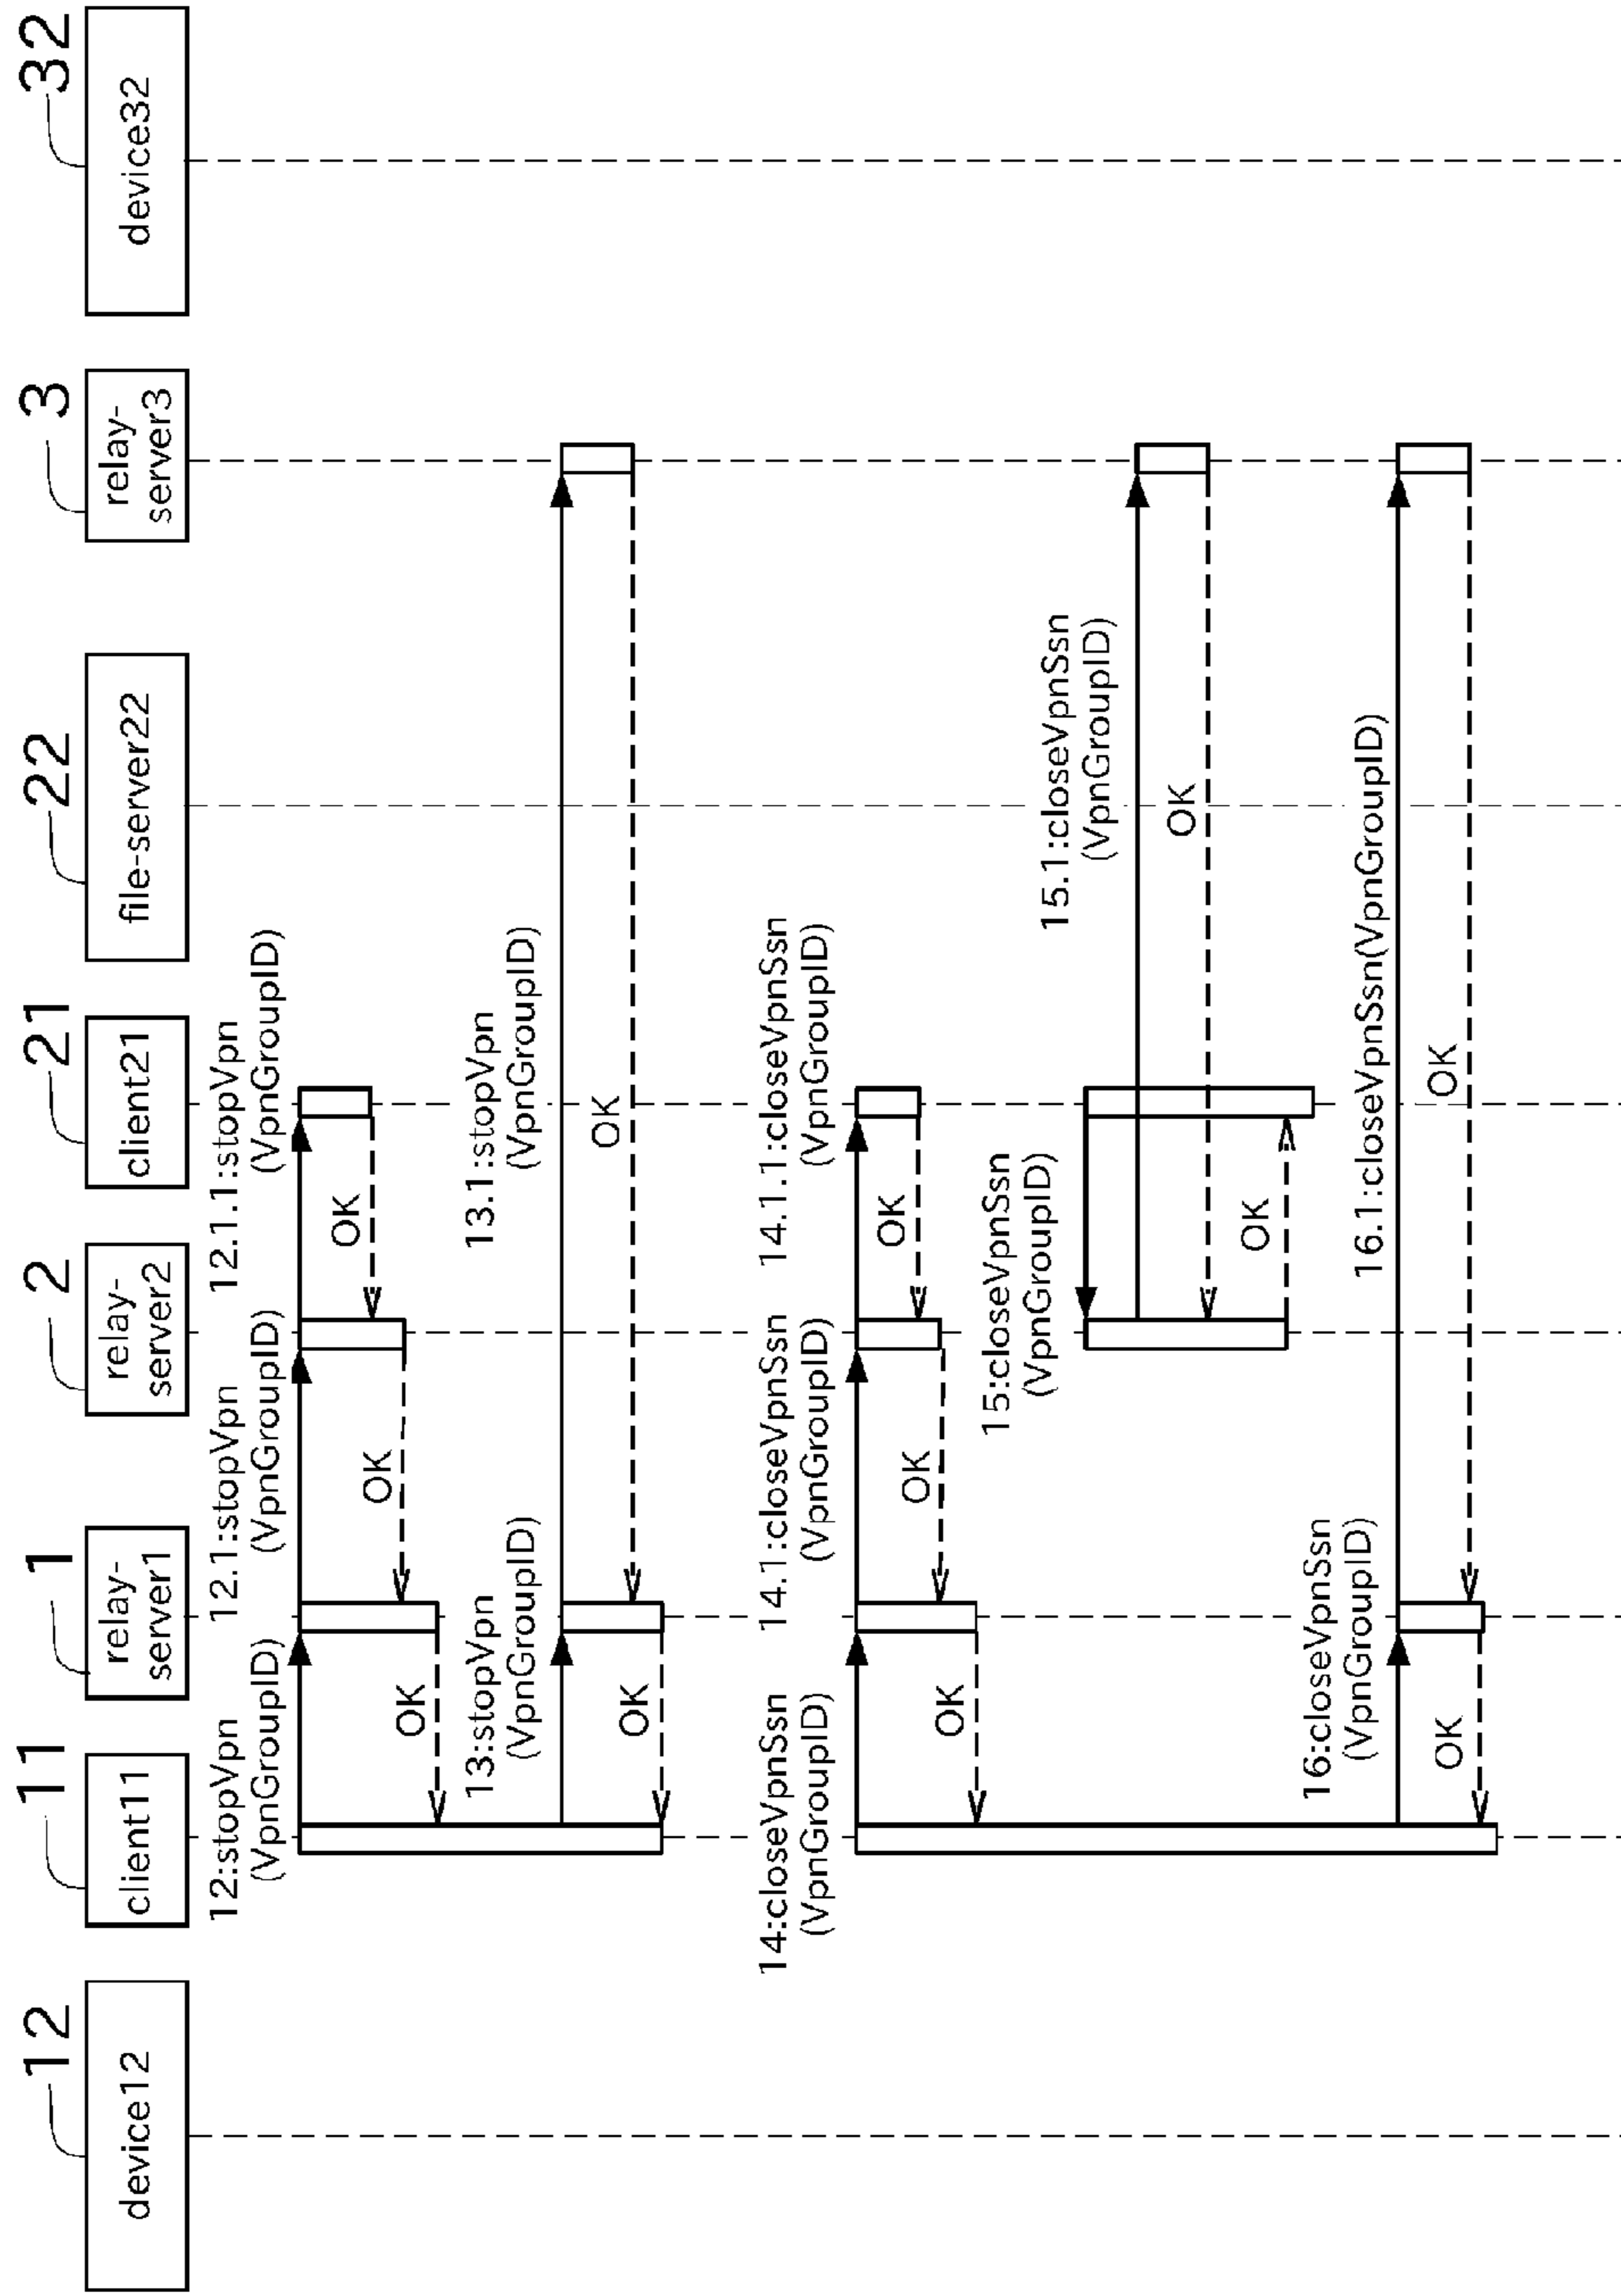 12
11
1
2
21
22
3
32
device12
client11
relay-
server1
relay-
server2
client21
file-server22
relay-
server3
device32
12:stopVpn
(VpnGroupID)
12.1:stopVpn
(VpnGroupID)
12.1.1:stopVpn
(VpnGroupID)
OK
OK
OK
13:stopVpn
(VpnGroupID)
13.1:stopVpn
(VpnGroupID)
OK
OK
14:closeVpnSsn
(VpnGroupID)
14.1:closeVpnSsn
(VpnGroupID)
14.1.1:closeVpnSsn
(VpnGroupID)
OK
OK
OK
15:closeVpnSsn
(VpnGroupID)
15.1:closeVpnSsn
(VpnGroupID)
OK
OK
16:closeVpnSsn
(VpnGroupID)
16.1:closeVpnSsn(VpnGroupID)
OK
OK